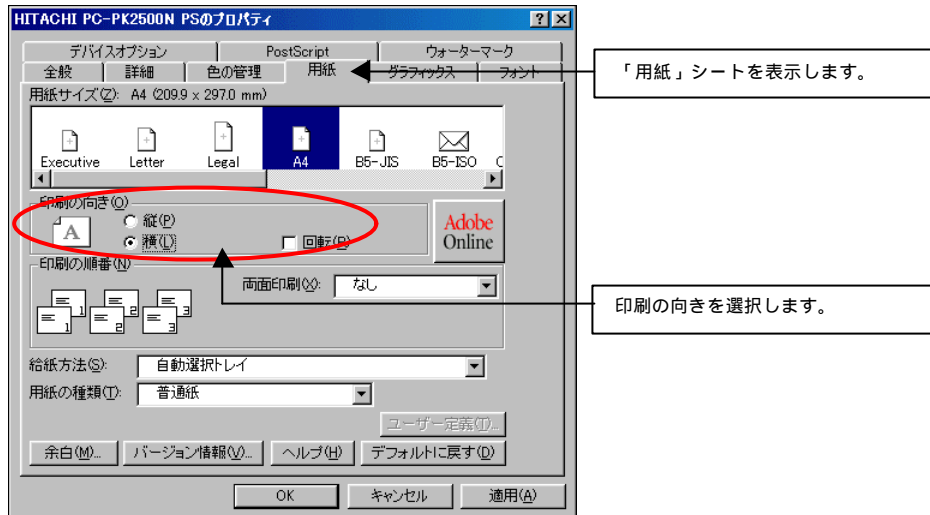 HITACHI PC-PK2500N PSのプロパティ
デバイスオプション PostScript ウォーターマーク
全般 詳細 色の管理 用紙 グラフィックス フォント
「用紙」シートを表示します。
用紙サイズ(Z): A4 (209.9 x 297.0 mm)
Executive Letter Legal A4 B5-JIS B5-ISO C
印刷の向き(O)
A
縦(P)
横(L) 回転(R)
Adobe
Online
印刷の順番(N)
両面印刷(X): なし
1 1 2 2 3 3
印刷の向きを選択します。
給紙方法(S): 自動選択トレイ
用紙の種類(T): 普通紙
ユーザー定義(T)...
余白(M)... バージョン情報(V)... ヘルプ(H) デフォルトに戻す(D)
OK キャンセル 適用(A)